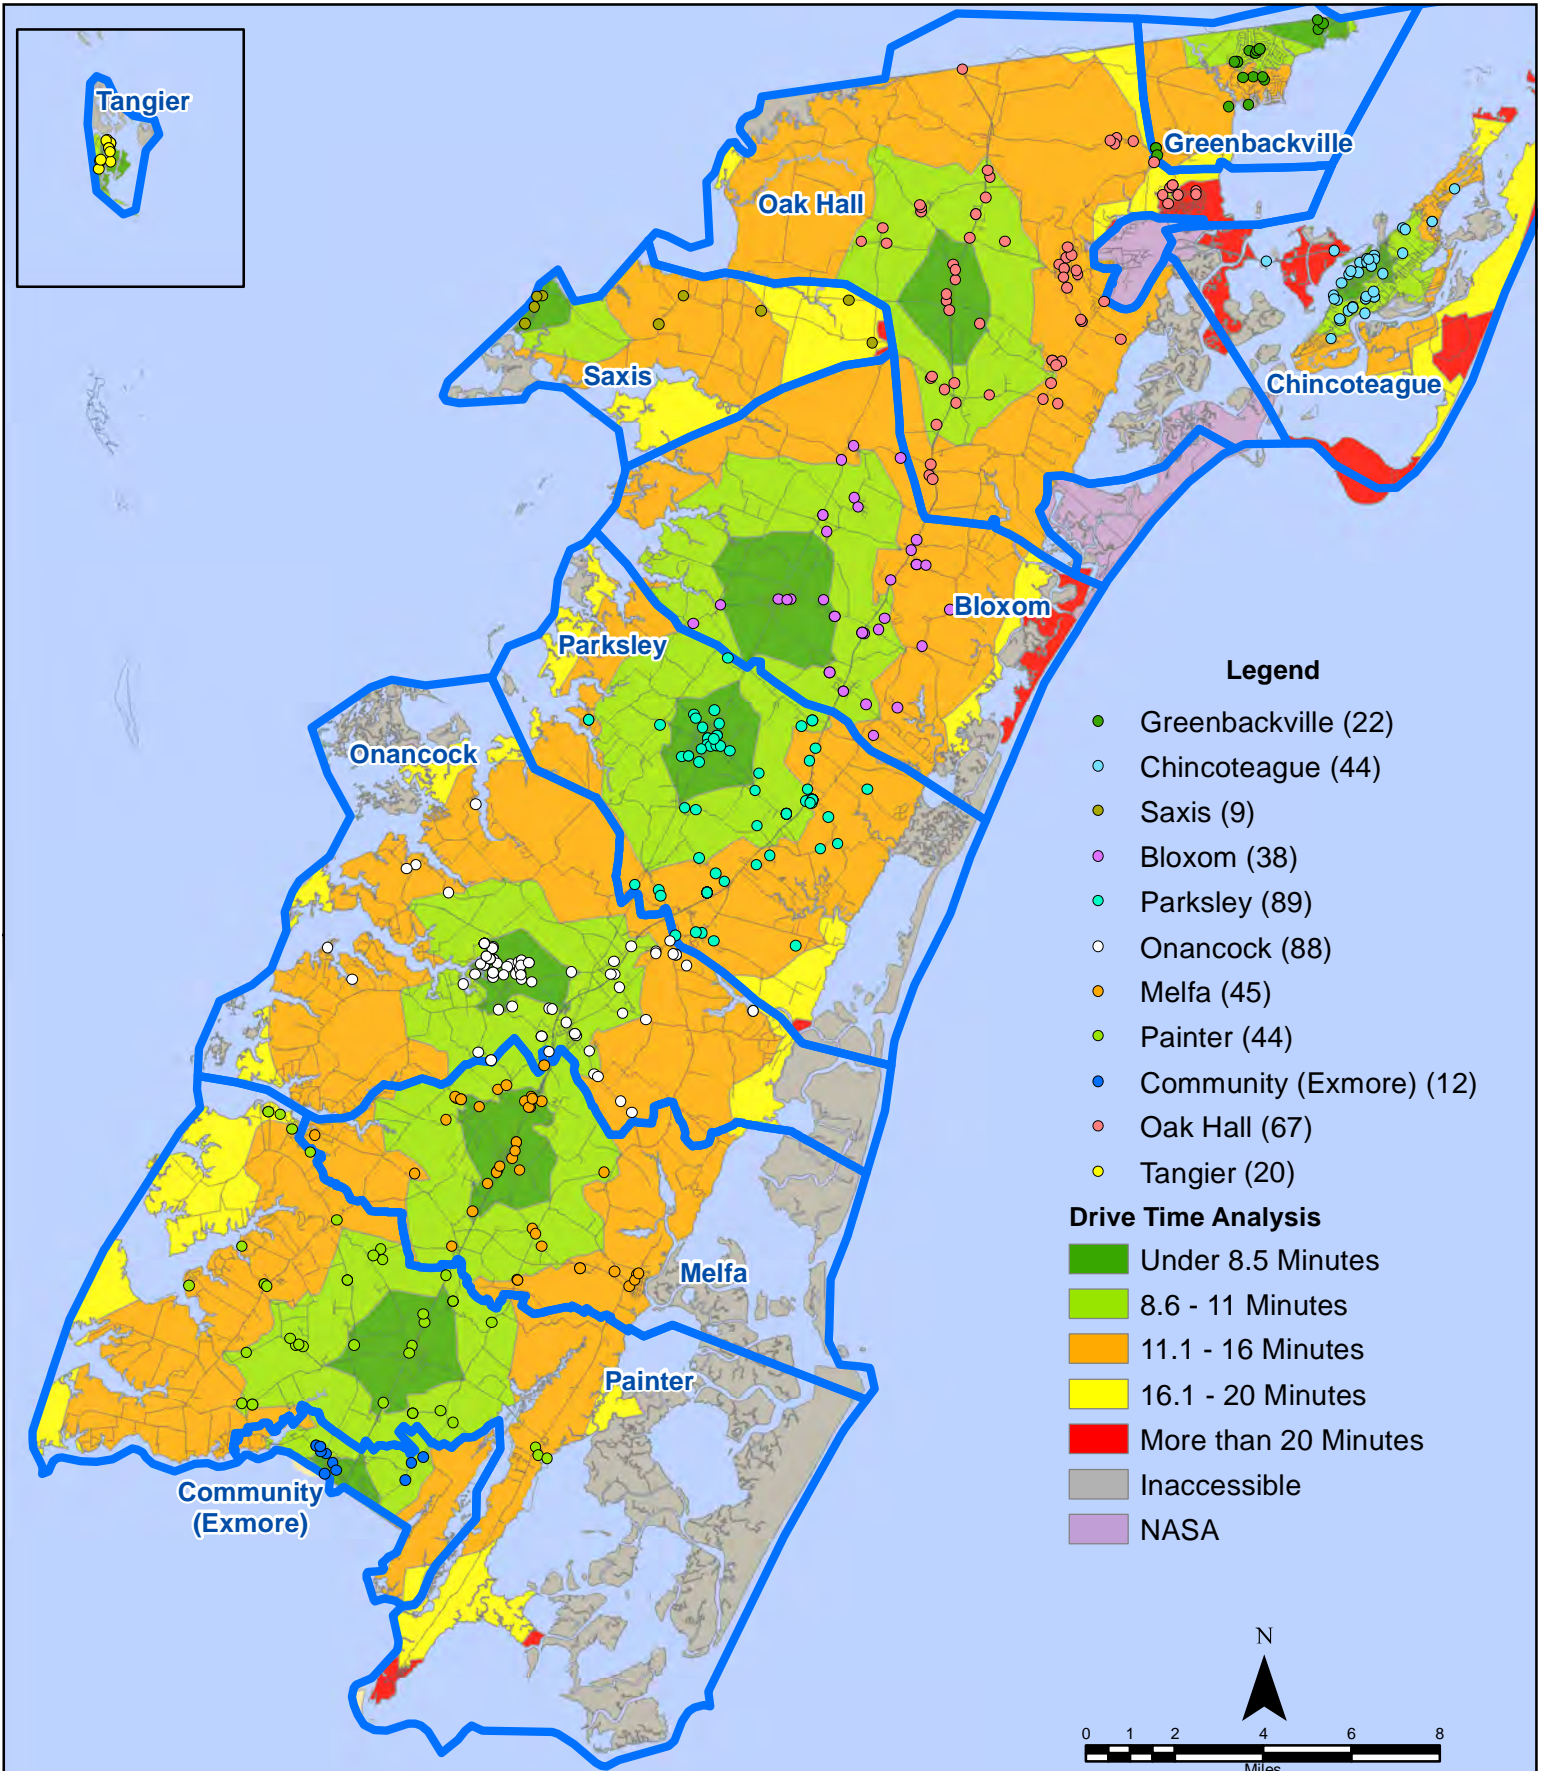 Tangier
Greenbackville
Oak Hall
Saxis
Chincoteague
Bloxom
Parksley
Onancock
Melfa
Painter
Community
(Exmore)
Legend
Greenbackville (22)
Chincoteague (44)
Saxis (9)
Bloxom (38)
Parksley (89)
Onancock (88)
Melfa (45)
Painter (44)
Community (Exmore) (12)
Oak Hall (67)
Tangier (20)
Drive Time Analysis
Under 8.5 Minutes
8.6 - 11 Minutes
11.1 - 16 Minutes
16.1 - 20 Minutes
More than 20 Minutes
Inaccessible
NASA
N
0 1 2 4 6 8
Miles